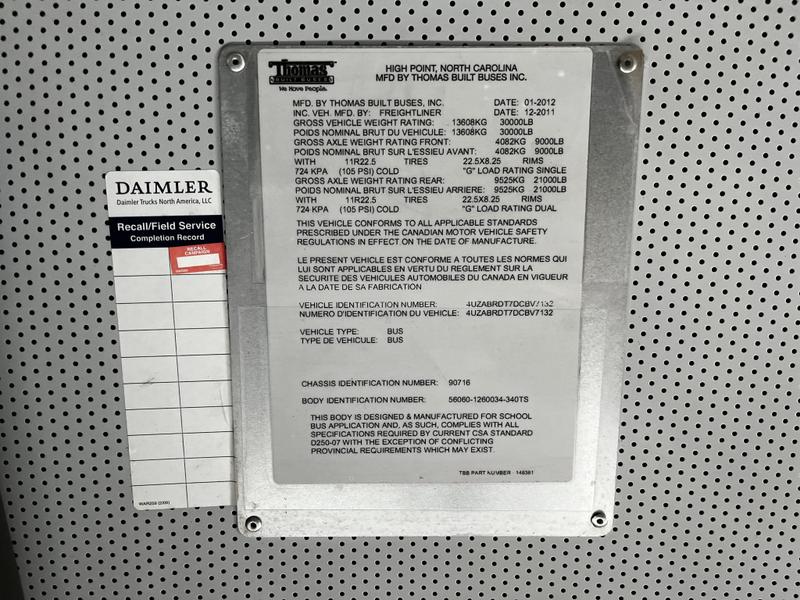 Thomas
BUILT BUSES
We Have People.
HIGH POINT, NORTH CAROLINA
MFD BY THOMAS BUILT BUSES INC.
MFD. BY THOMAS BUILT BUSES, INC. DATE: 01-2012
INC. VEH. MFD. BY: FREIGHTLINER DATE: 12-2011
GROSS VEHICLE WEIGHT RATING: 13608KG 30000LB
POIDS NOMINAL BRUT DU VEHICULE: 13608KG 30000LB
GROSS AXLE WEIGHT RATING FRONT: 4082KG 9000LB
POIDS NOMINAL BRUT SUR L'ESSIEU AVANT: 4082KG 9000LB
WITH 11R22.5 TIRES 22.5X8.25 RIMS
724 KPA (105 PSI) COLD "G" LOAD RATING SINGLE
GROSS AXLE WEIGHT RATING REAR: 9525KG 21000LB
POIDS NOMINAL BRUT SUR L'ESSIEU ARRIERE: 9525KG 21000LB
WITH 11R22.5 TIRES 22.5X8.25 RIMS
724 KPA (105 PSI) COLD "G" LOAD RATING DUAL
THIS VEHICLE CONFORMS TO ALL APPLICABLE STANDARDS
PRESCRIBED UNDER THE CANADIAN MOTOR VEHICLE SAFETY
REGULATIONS IN EFFECT ON THE DATE OF MANUFACTURE.
LE PRESENT VEHICLE EST CONFORME A TOUTES LES NORMES QUI
LUI SONT APPLICABLES EN VERTU DU REGLEMENT SUR LA
SECURITE DES VEHICULES AUTOMOBILES DU CANADA EN VIGUEUR
A LA DATE DE SA FABRICATION
VEHICLE IDENTIFICATION NUMBER: 4UZABRDT7DCBV7132
NUMERO D'IDENTIFICATION DU VEHICULE: 4UZABRDT7DCBV7132
VEHICLE TYPE: BUS
TYPE DE VEHICULE: BUS
CHASSIS IDENTIFICATION NUMBER: 90716
BODY IDENTIFICATION NUMBER: 56060-1260034-340TS
THIS BODY IS DESIGNED & MANUFACTURED FOR SCHOOL
BUS APPLICATION AND, AS SUCH, COMPLIES WITH ALL
SPECIFICATIONS REQUIRED BY CURRENT CSA STANDARD
D250-07 WITH THE EXCEPTION OF CONFLICTING
PROVINCIAL REQUIREMENTS WHICH MAY EXIST.
TBB PART NUMBER - 148381
DAIMLER
Daimler Trucks North America, LLC
Recall/Field Service
Completion Record
RECALL
CAMPAIGN